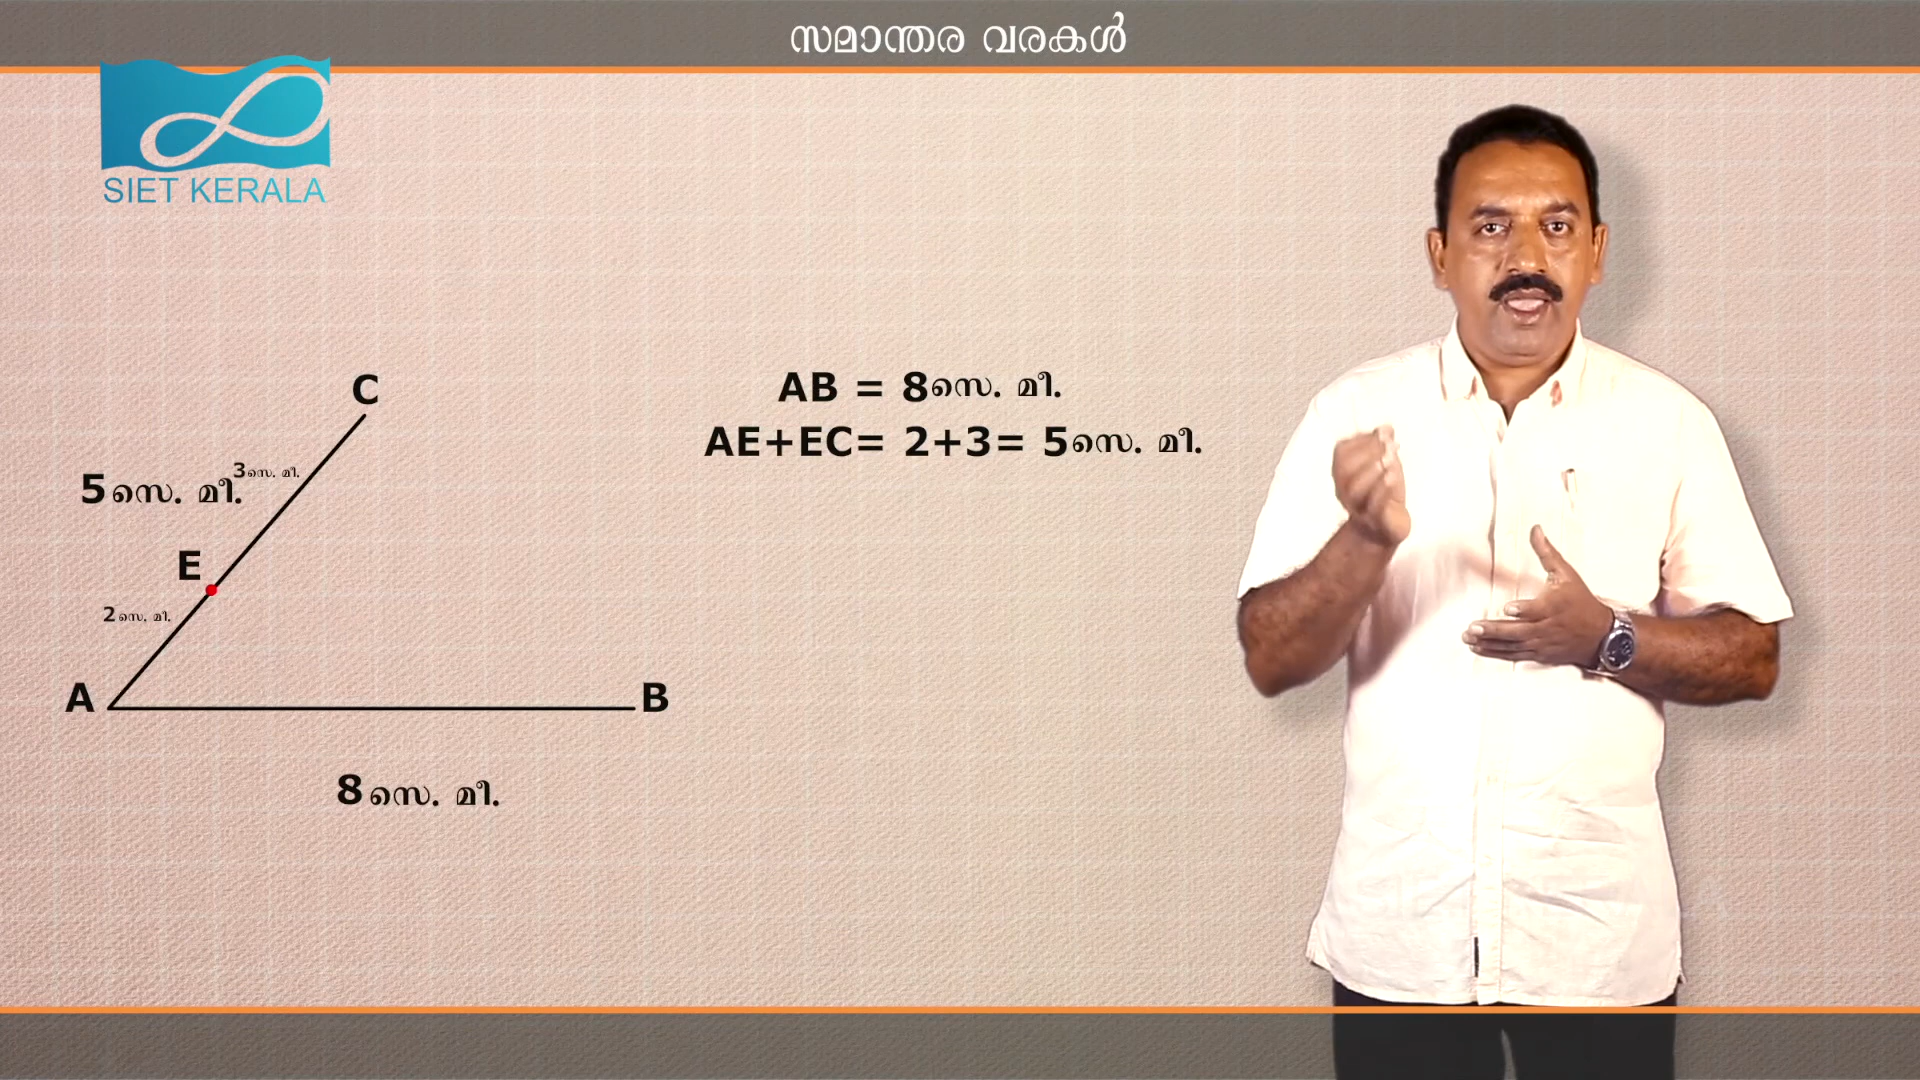 സമാന്തര വരകൾ
SIET KERALA
C
AB = 8സെ. മീ.
AE+EC= 2+3= 5സെ. മീ.
3സെ. മീ.
5സെ. മീ.
E
2സെ. മീ.
A
B
8സെ. മീ.